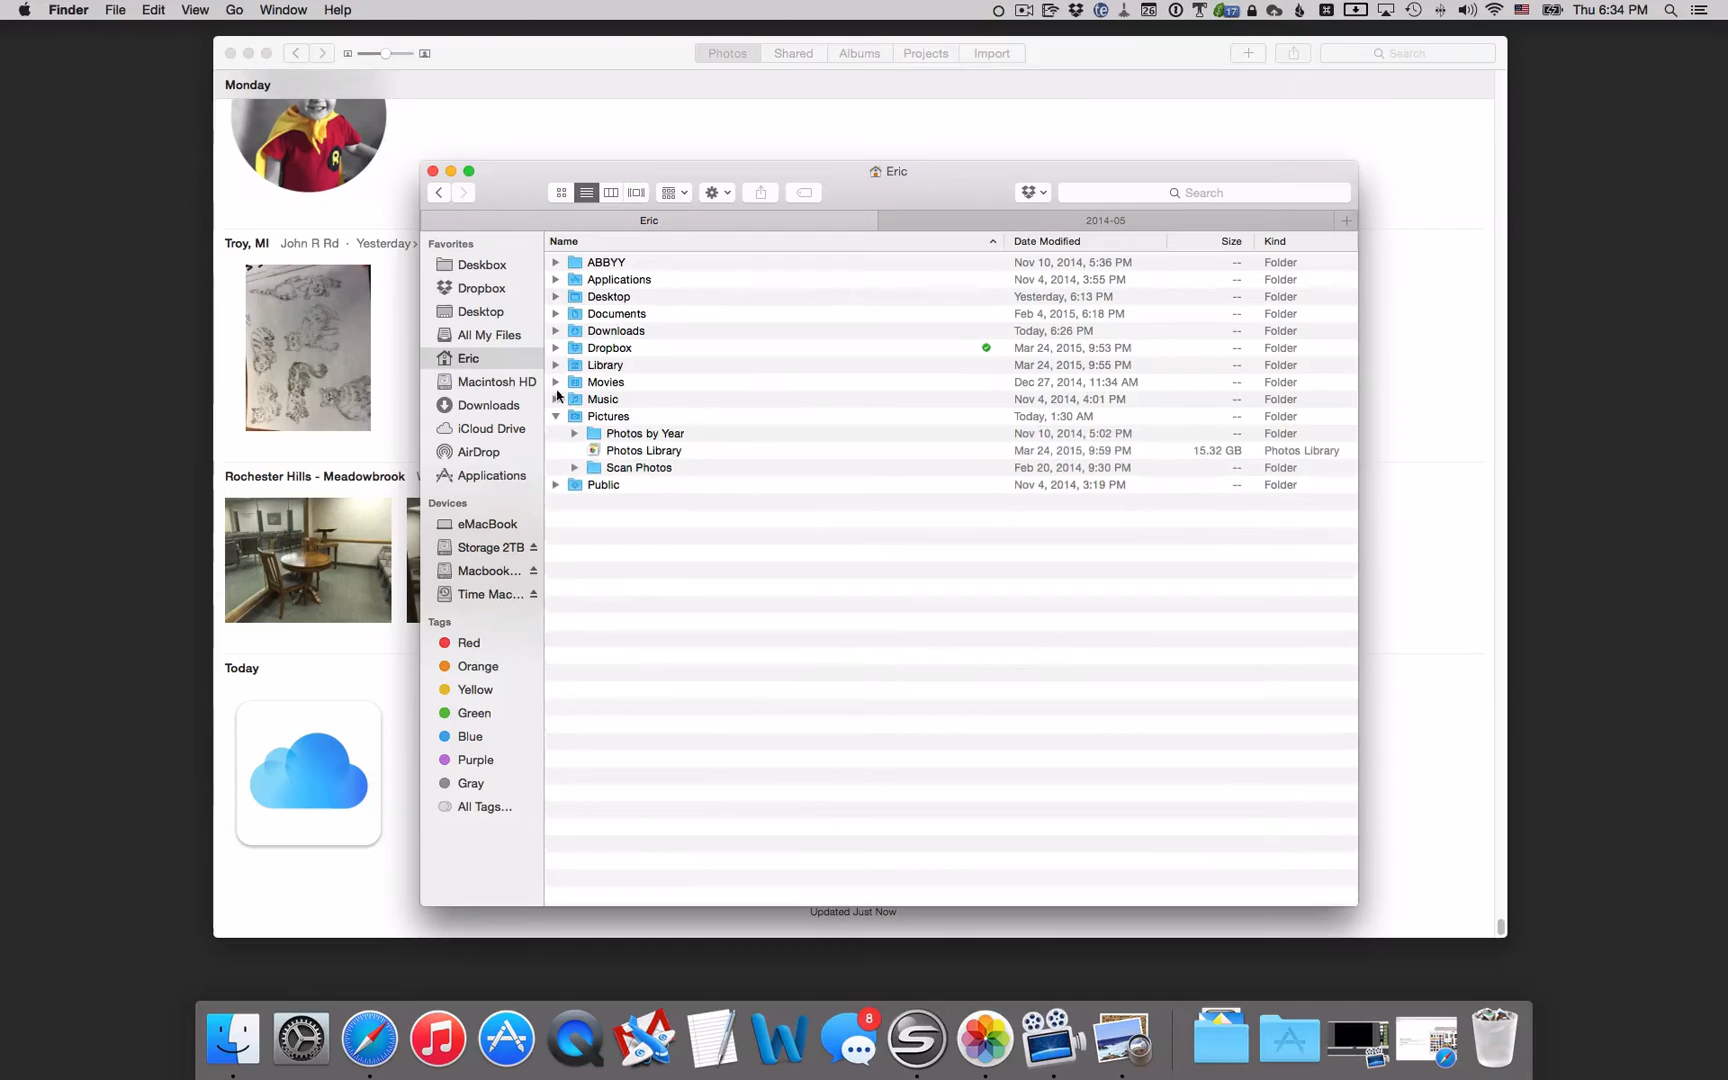 Finder File Edit View Go Window Help
26 17 Thu 6:34 PM
Photos Shared Albums Projects Import Search
Monday
Troy, MI John R Rd · Yesterday
Rochester Hills - Meadowbrook
Today
Updated Just Now
Eric
Search
Eric 2014-05
Favorites
Deskbox
Dropbox
Desktop
All My Files
Eric
Macintosh HD
Downloads
iCloud Drive
AirDrop
Applications
Devices
eMacBook
Storage 2TB
Macbook...
Time Mac...
Tags
Red
Orange
Yellow
Green
Blue
Purple
Gray
All Tags...
Name Date Modified Size Kind
ABBYY Nov 10, 2014, 5:36 PM -- Folder
Applications Nov 4, 2014, 3:55 PM -- Folder
Desktop Yesterday, 6:13 PM -- Folder
Documents Feb 4, 2015, 6:18 PM -- Folder
Downloads Today, 6:26 PM -- Folder
Dropbox Mar 24, 2015, 9:53 PM -- Folder
Library Mar 24, 2015, 9:55 PM -- Folder
Movies Dec 27, 2014, 11:34 AM -- Folder
Music Nov 4, 2014, 4:01 PM -- Folder
Pictures Today, 1:30 AM -- Folder
Photos by Year Nov 10, 2014, 5:02 PM -- Folder
Photos Library Mar 24, 2015, 9:59 PM 15.32 GB Photos Library
Scan Photos Feb 20, 2014, 9:30 PM -- Folder
Public Nov 4, 2014, 3:19 PM -- Folder
8